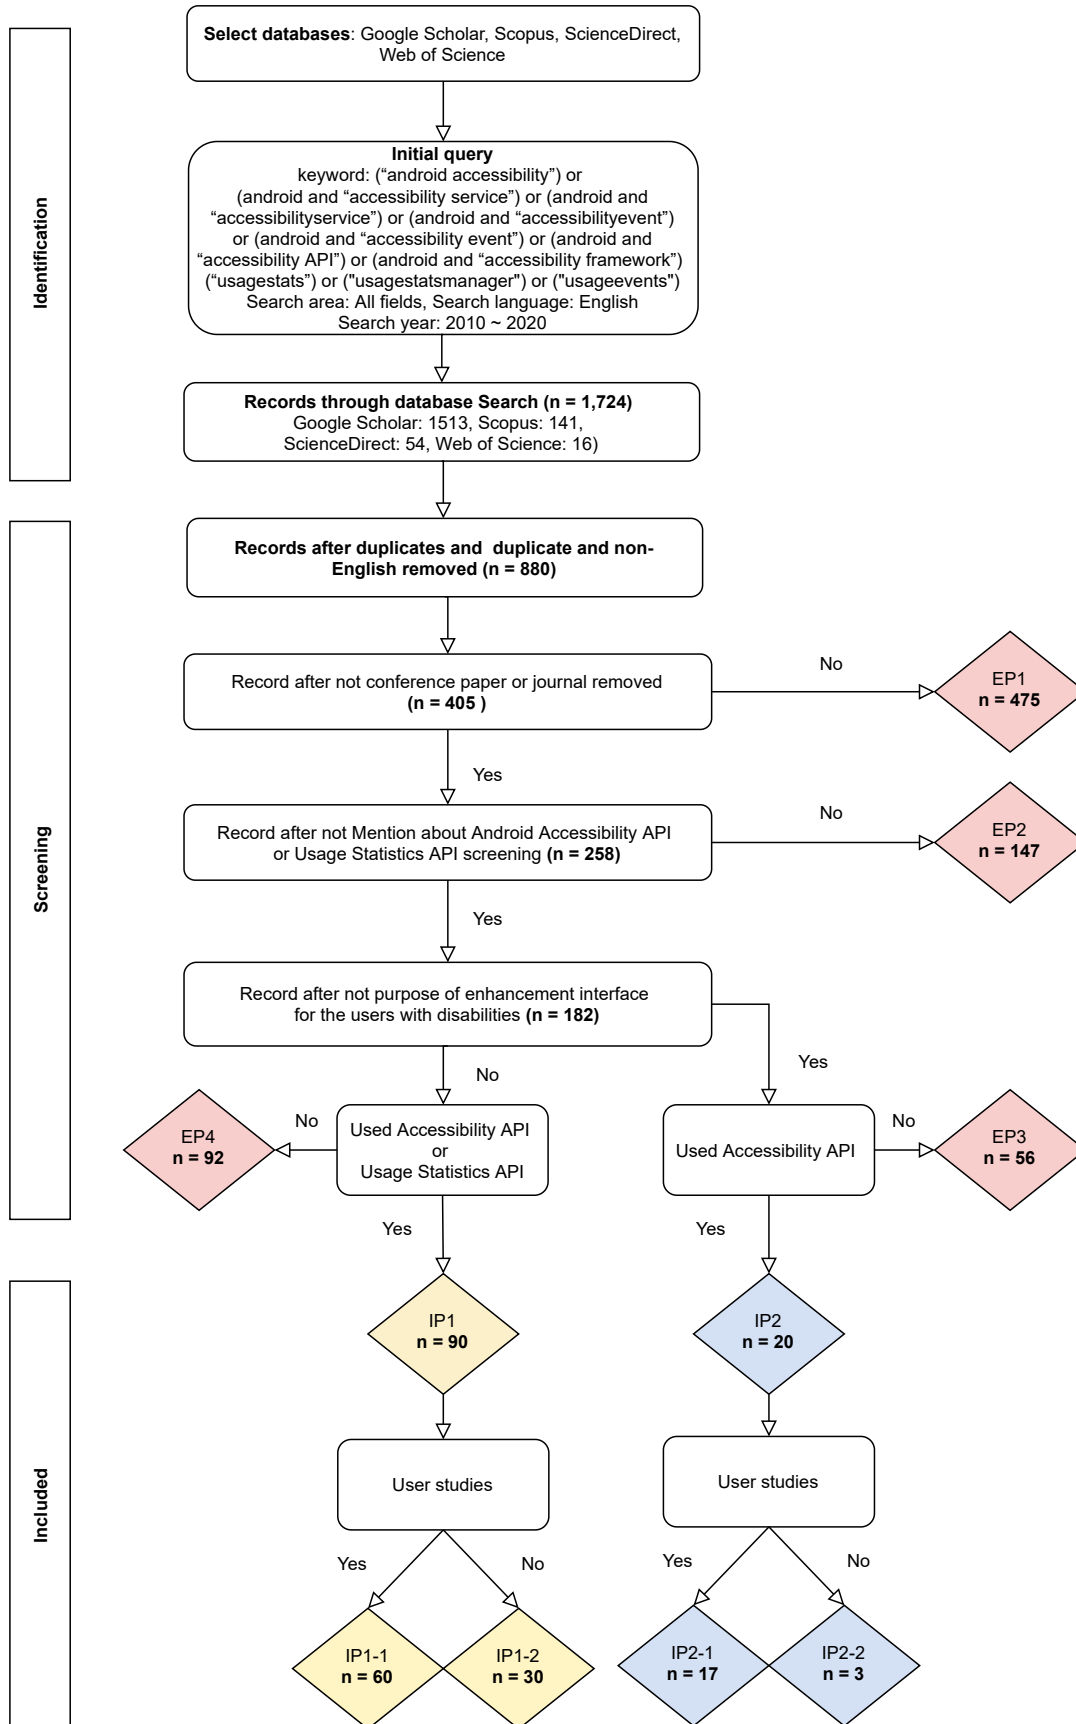 Identification
Select databases: Google Scholar, Scopus, ScienceDirect,
Web of Science
Initial query
keyword: (“android accessibility”) or
(android and “accessibility service”) or (android and
“accessibilityservice”) or (android and “accessibilityevent”)
or (android and “accessibility event”) or (android and
“accessibility API”) or (android and “accessibility framework”)
(“usagestats”) or ("usagestatsmanager") or ("usageevents")
Search area: All fields, Search language: English
Search year: 2010 ~ 2020
Records through database Search (n = 1,724)
Google Scholar: 1513, Scopus: 141,
ScienceDirect: 54, Web of Science: 16)
Screening
Records after duplicates and  duplicate and non-
English removed (n = 880)
Record after not conference paper or journal removed
(n = 405 )
No
EP1
n = 475
Yes
Record after not Mention about Android Accessibility API
or Usage Statistics API screening (n = 258)
No
EP2
n = 147
Yes
Record after not purpose of enhancement interface
for the users with disabilities (n = 182)
No
Yes
EP4
n = 92
No
Used Accessibility API
or
Usage Statistics API
Used Accessibility API
No
EP3
n = 56
Yes
Yes
Included
IP1
n = 90
IP2
n = 20
User studies
User studies
Yes
No
Yes
No
IP1-1
n = 60
IP1-2
n = 30
IP2-1
n = 17
IP2-2
n = 3